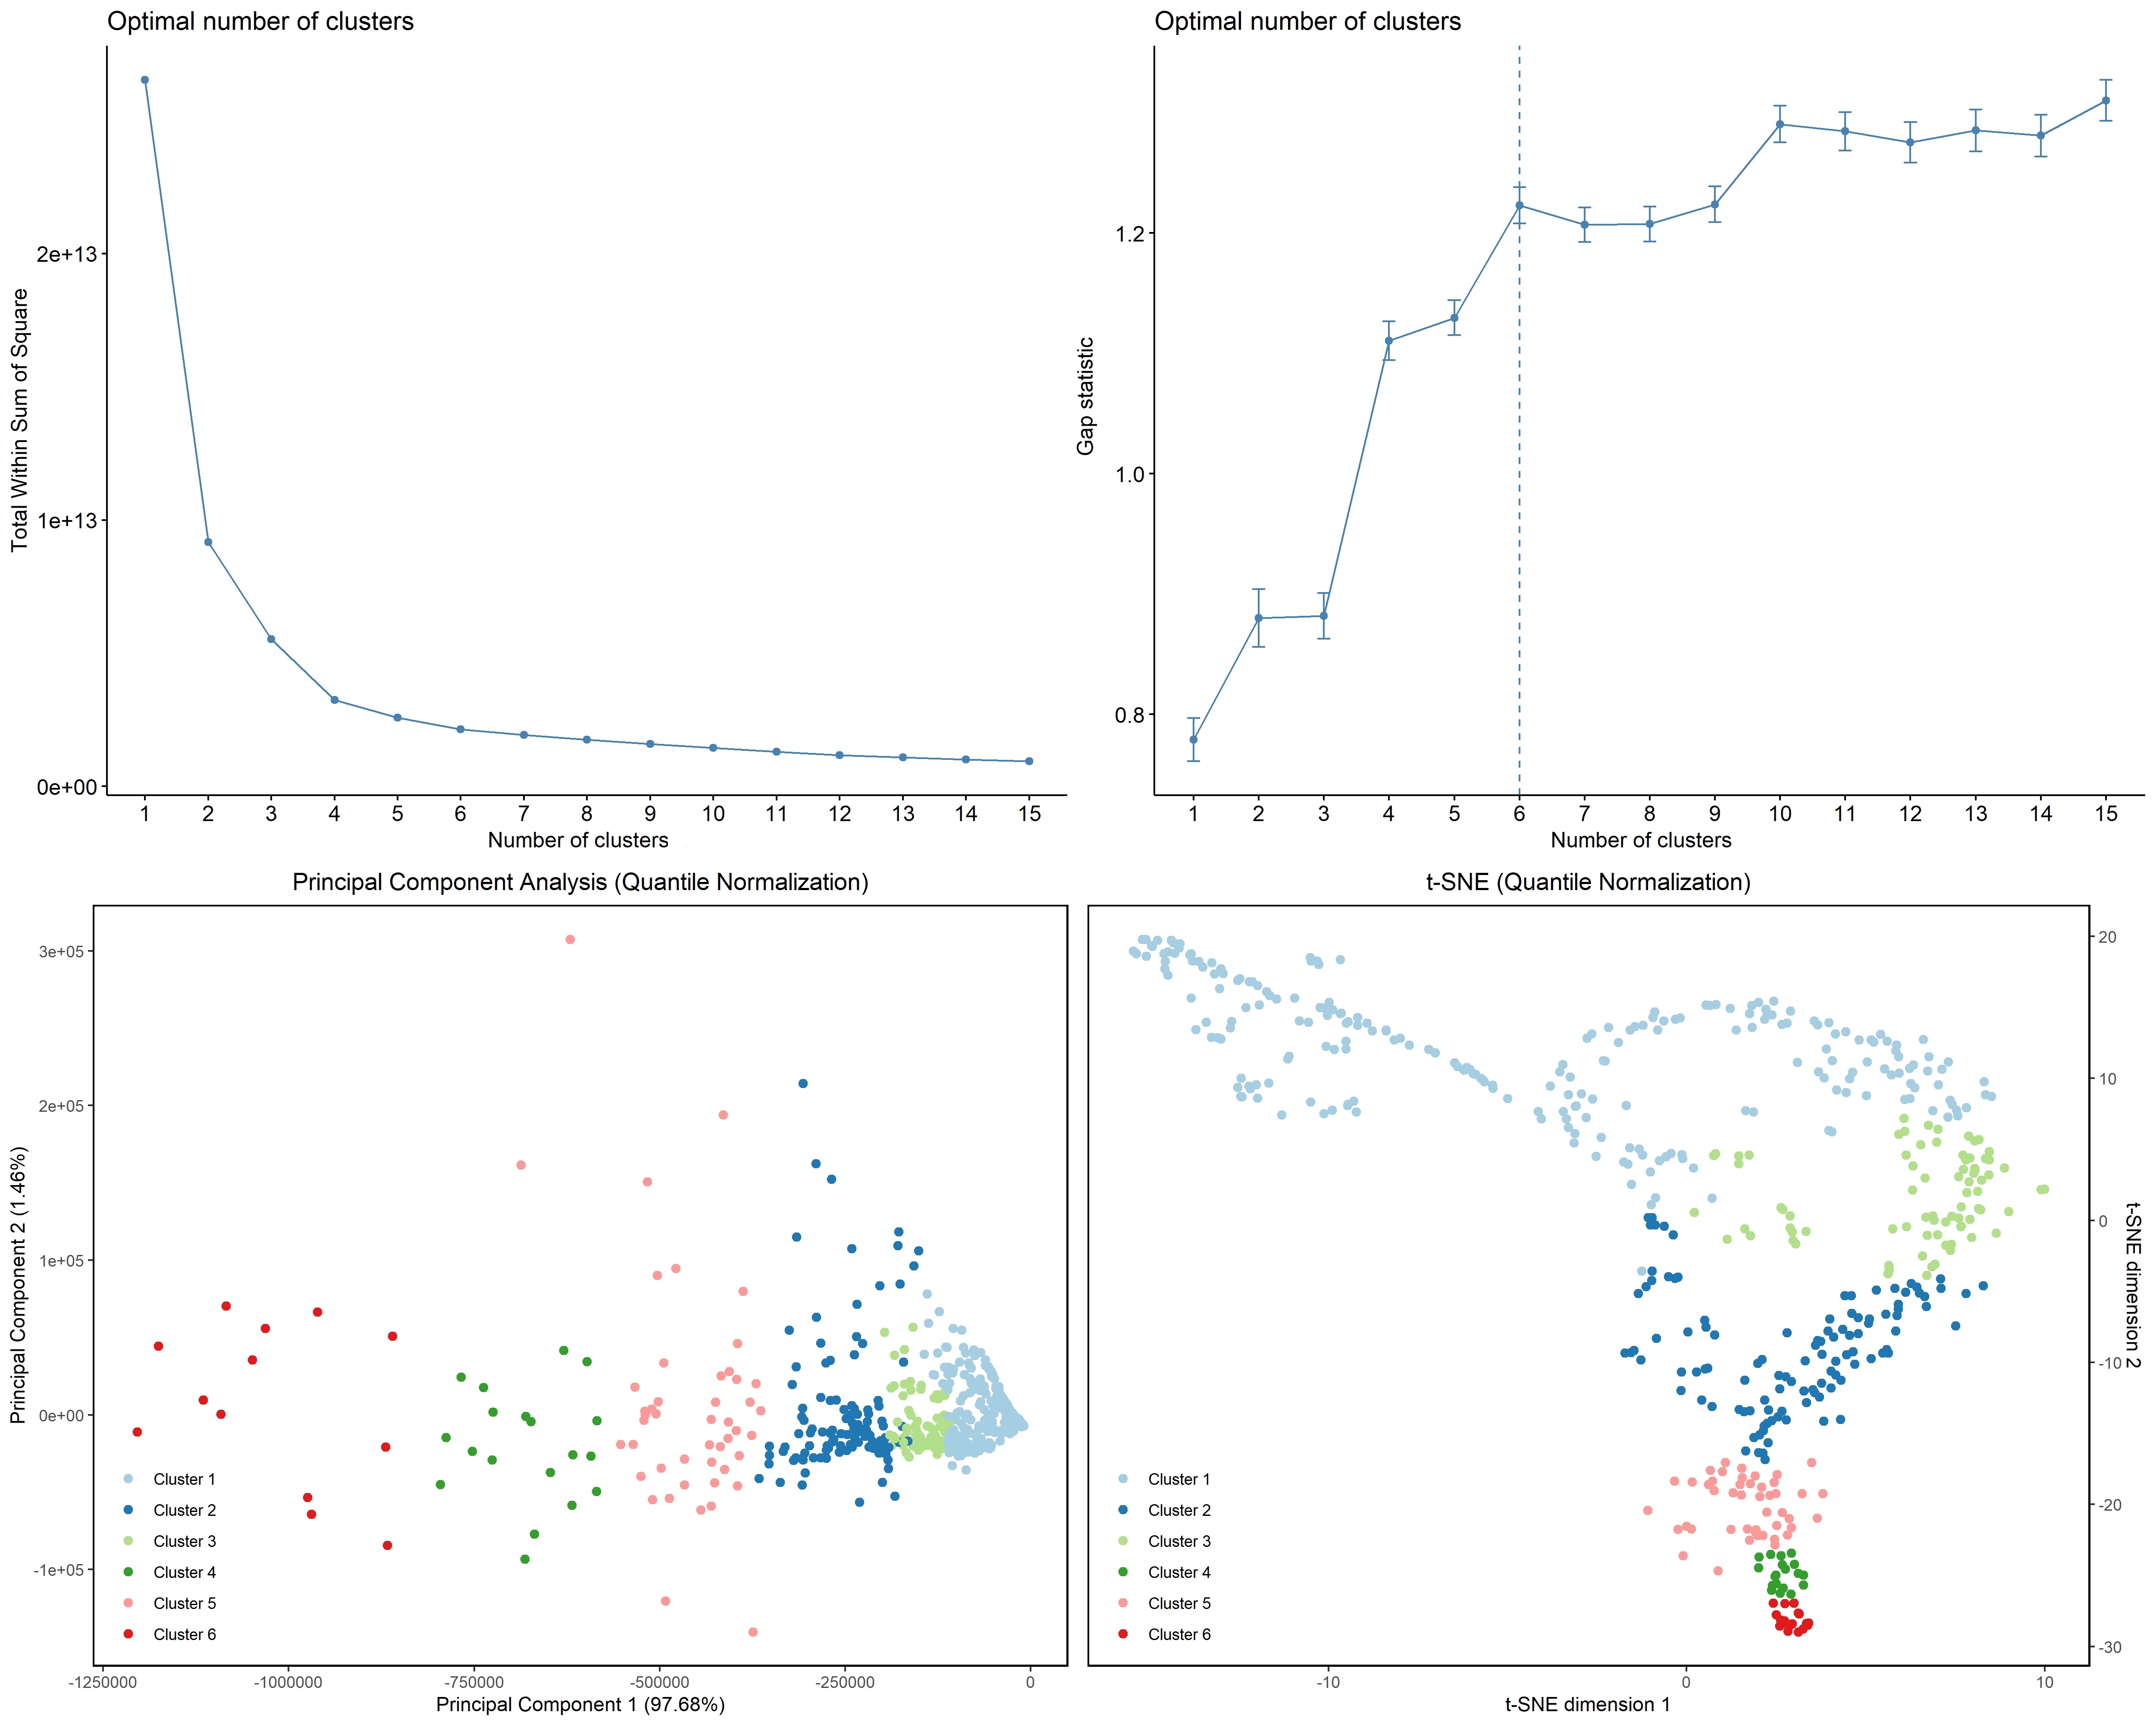 Optimal number of clusters
Total Within Sum of Square
2e+13
1e+13
0e+00
1 2 3 4 5 6 7 8 9 10 11 12 13 14 15
Number of clusters
Optimal number of clusters
Gap statistic
1.2
1.0
0.8
1 2 3 4 5 6 7 8 9 10 11 12 13 14 15
Number of clusters
Principal Component Analysis (Quantile Normalization)
Principal Component 2 (1.46%)
3e+05
2e+05
1e+05
0e+00
-1e+05
Cluster 1
Cluster 2
Cluster 3
Cluster 4
Cluster 5
Cluster 6
-1250000 -1000000 -750000 -500000 -250000 0
Principal Component 1 (97.68%)
t-SNE (Quantile Normalization)
Cluster 1
Cluster 2
Cluster 3
Cluster 4
Cluster 5
Cluster 6
20
10
0
-10
-20
-30
t-SNE dimension 2
-10 0 10
t-SNE dimension 1